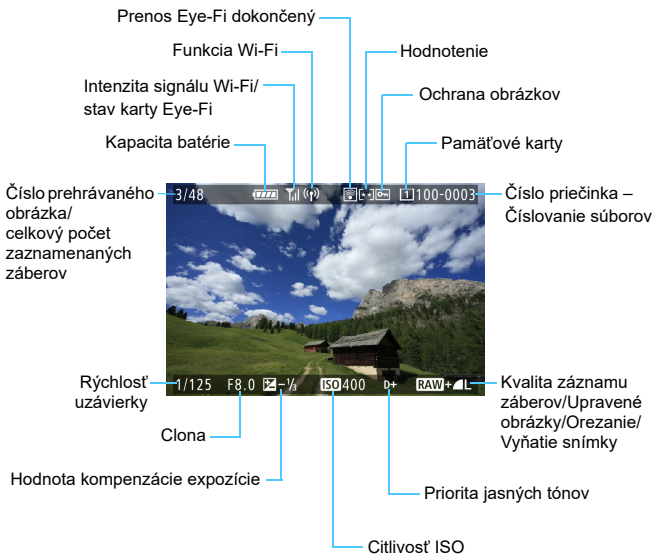 Prenos Eye-Fi dokončený
Funkcia Wi-Fi
Hodnotenie
Intenzita signálu Wi-Fi/
stav karty Eye-Fi
Ochrana obrázkov
Kapacita batérie
Pamäťové karty
Číslo prehrávaného
obrázka/
celkový počet
zaznamenaných
záberov
3/48 1 100-0003
Číslo priečinka –
Číslovanie súborov
1/125 F8.0 -⅓ ISO 400 D+ RAW+L
Rýchlosť
uzávierky
Kvalita záznamu
záberov/Upravené
obrázky/Orezanie/
Vyňatie snímky
Clona
Hodnota kompenzácie expozície
Priorita jasných tónov
Citlivosť ISO